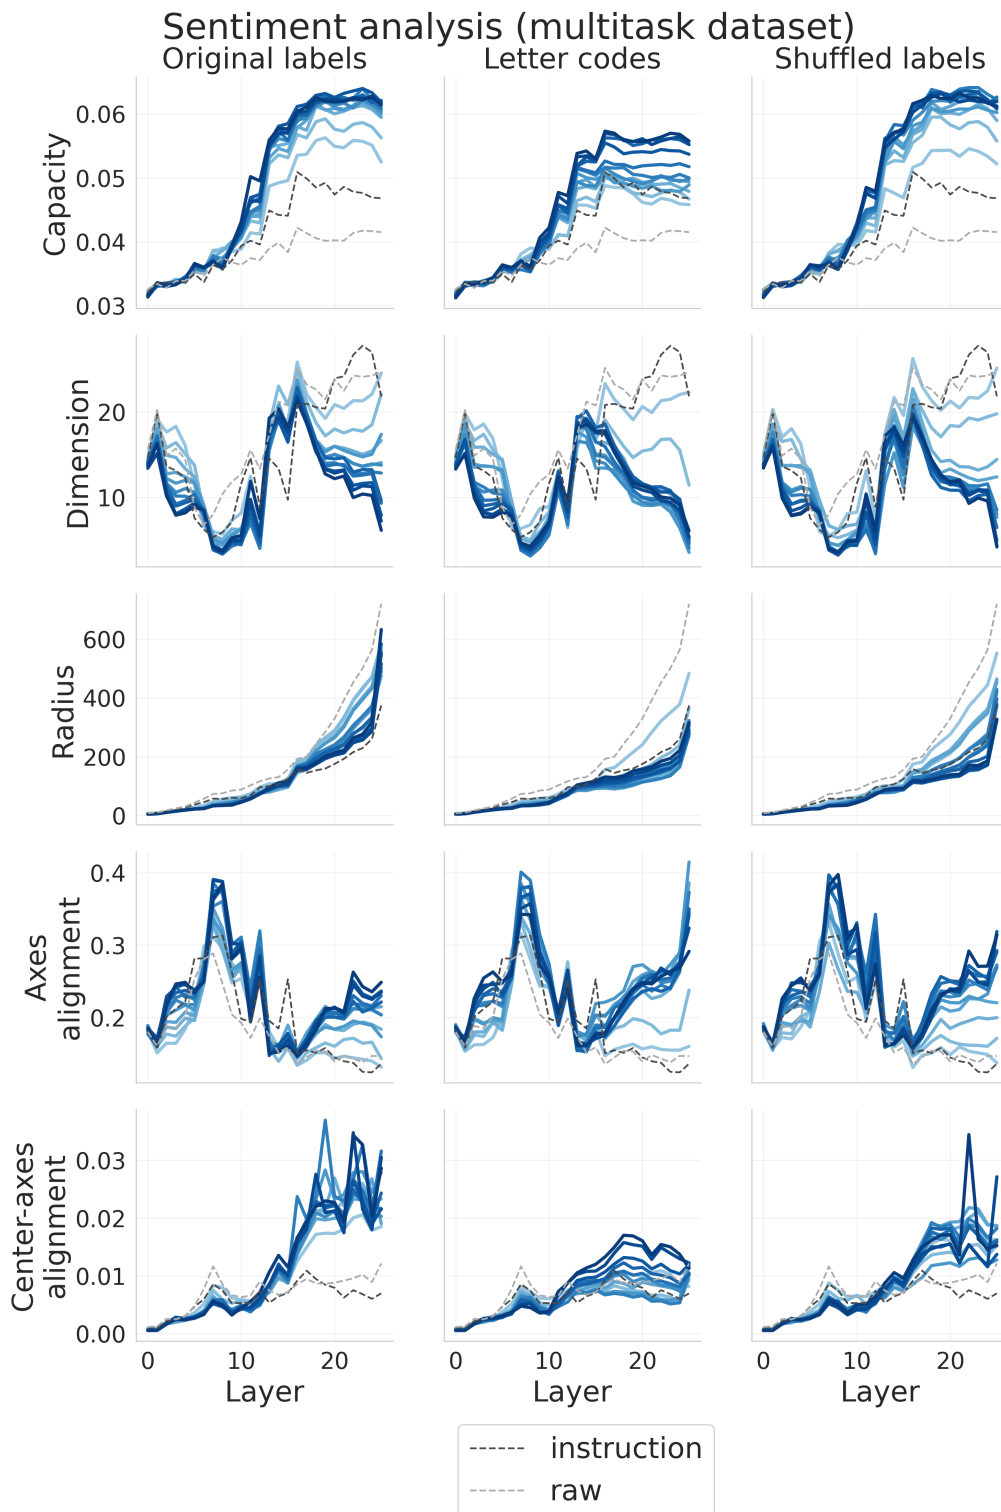 Sentiment analysis (multitask dataset)
Original labels Letter codes Shuffled labels
Capacity
0.06
0.05
0.04
0.03
Dimension
20
10
Radius
600
400
200
0
Axes
alignment
0.4
0.3
0.2
Center-axes
alignment
0.03
0.02
0.01
0.00
0 10 20 0 10 20 0 10 20
Layer Layer Layer
instruction
raw